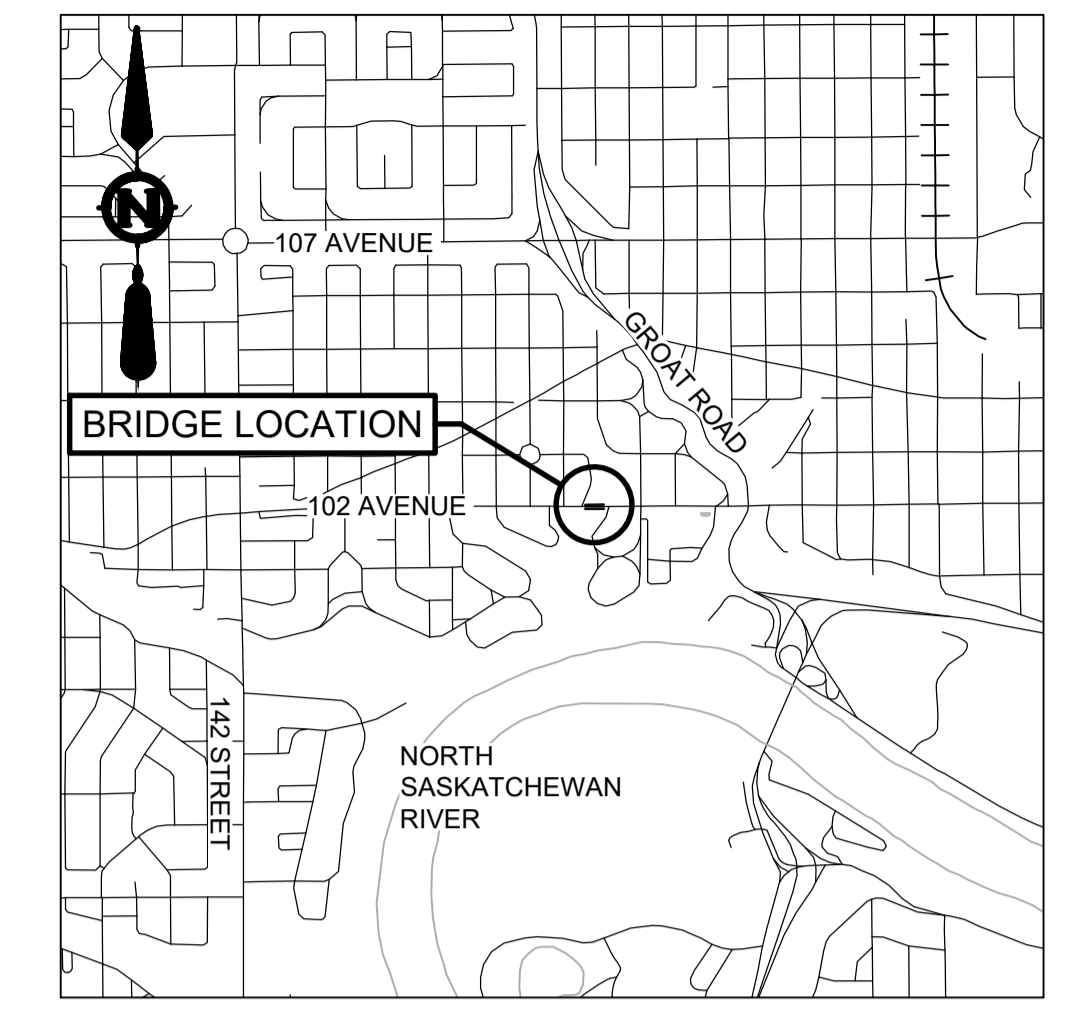 N
107 AVENUE
GROAT ROAD
BRIDGE LOCATION
102 AVENUE
142 STREET
NORTH
SASKATCHEWAN
RIVER